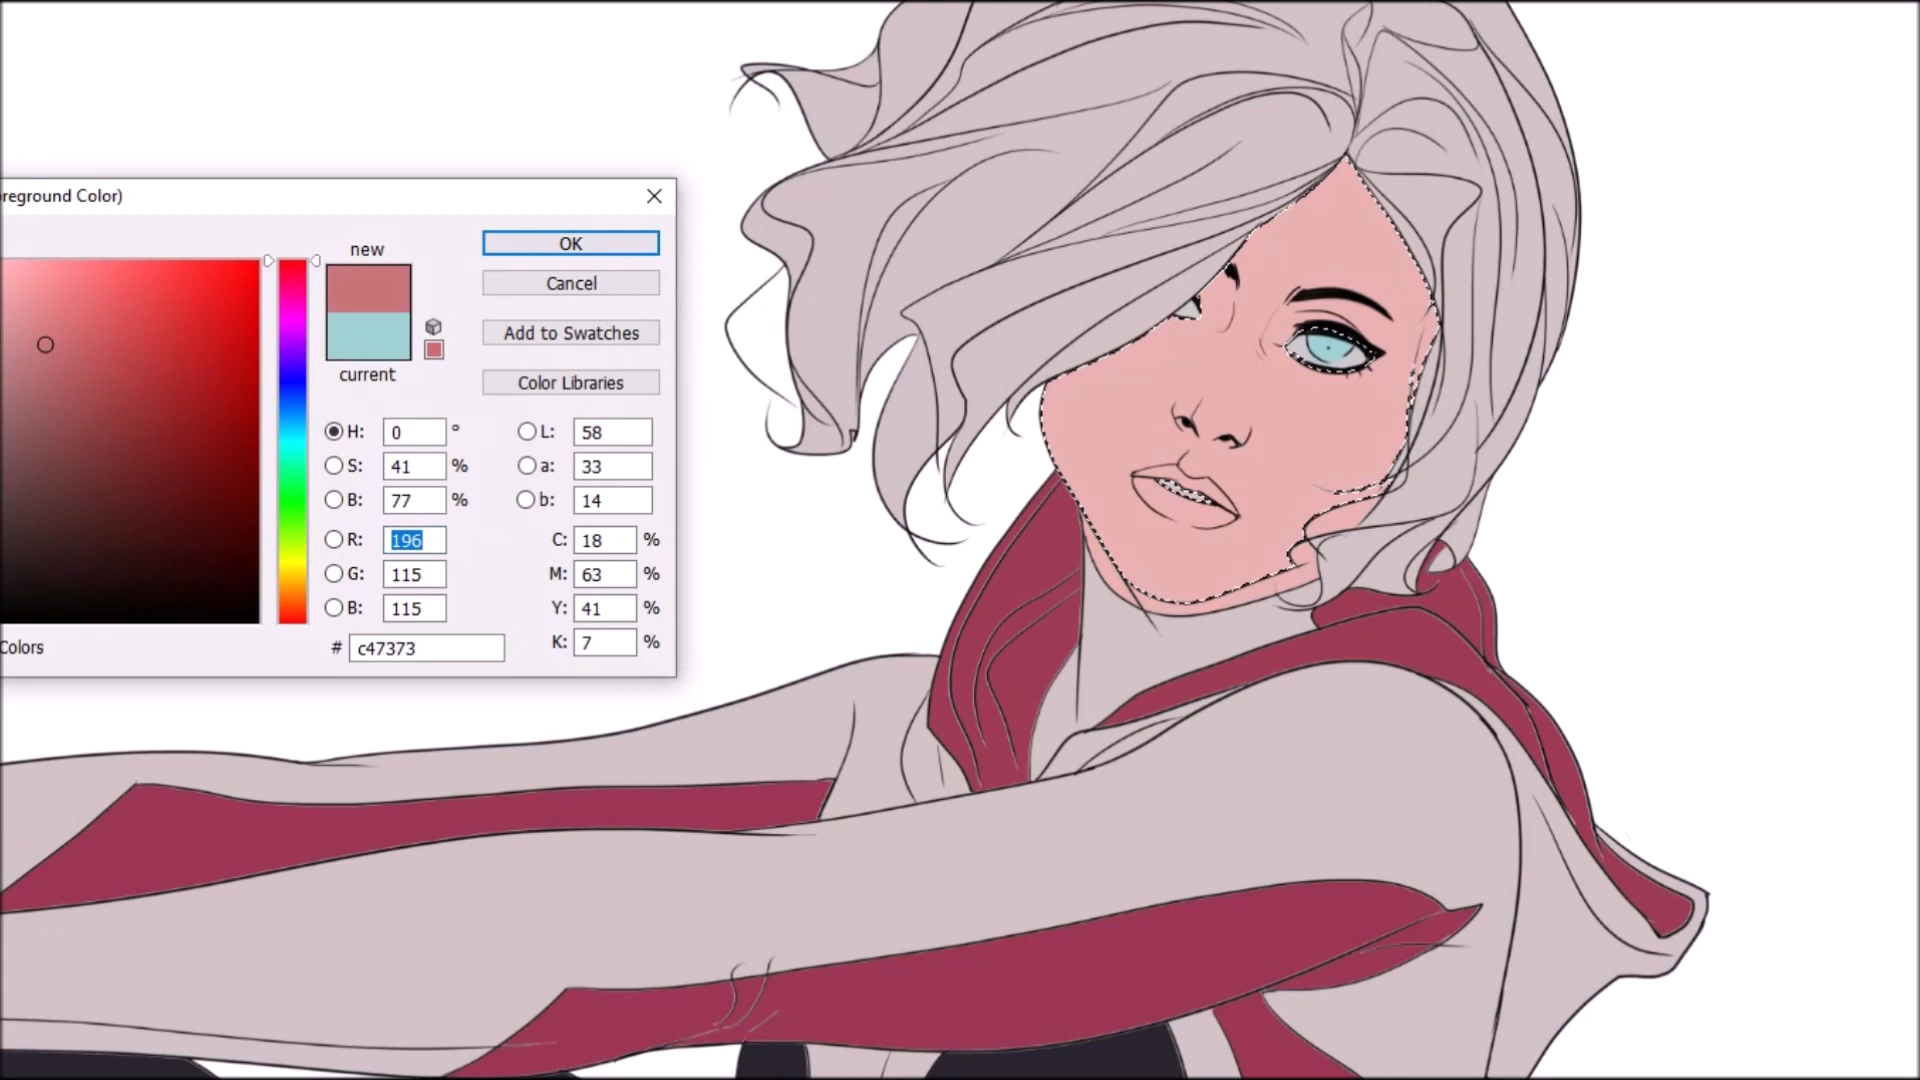 oreground Color)
new
OK
Cancel
Add to Swatches
current
Color Libraries
H: 0 ° L: 58
S: 41 % a: 33
B: 77 % b: 14
R: 196 C: 18 %
G: 115 M: 63 %
B: 115 Y: 41 %
Colors # c47373 K: 7 %